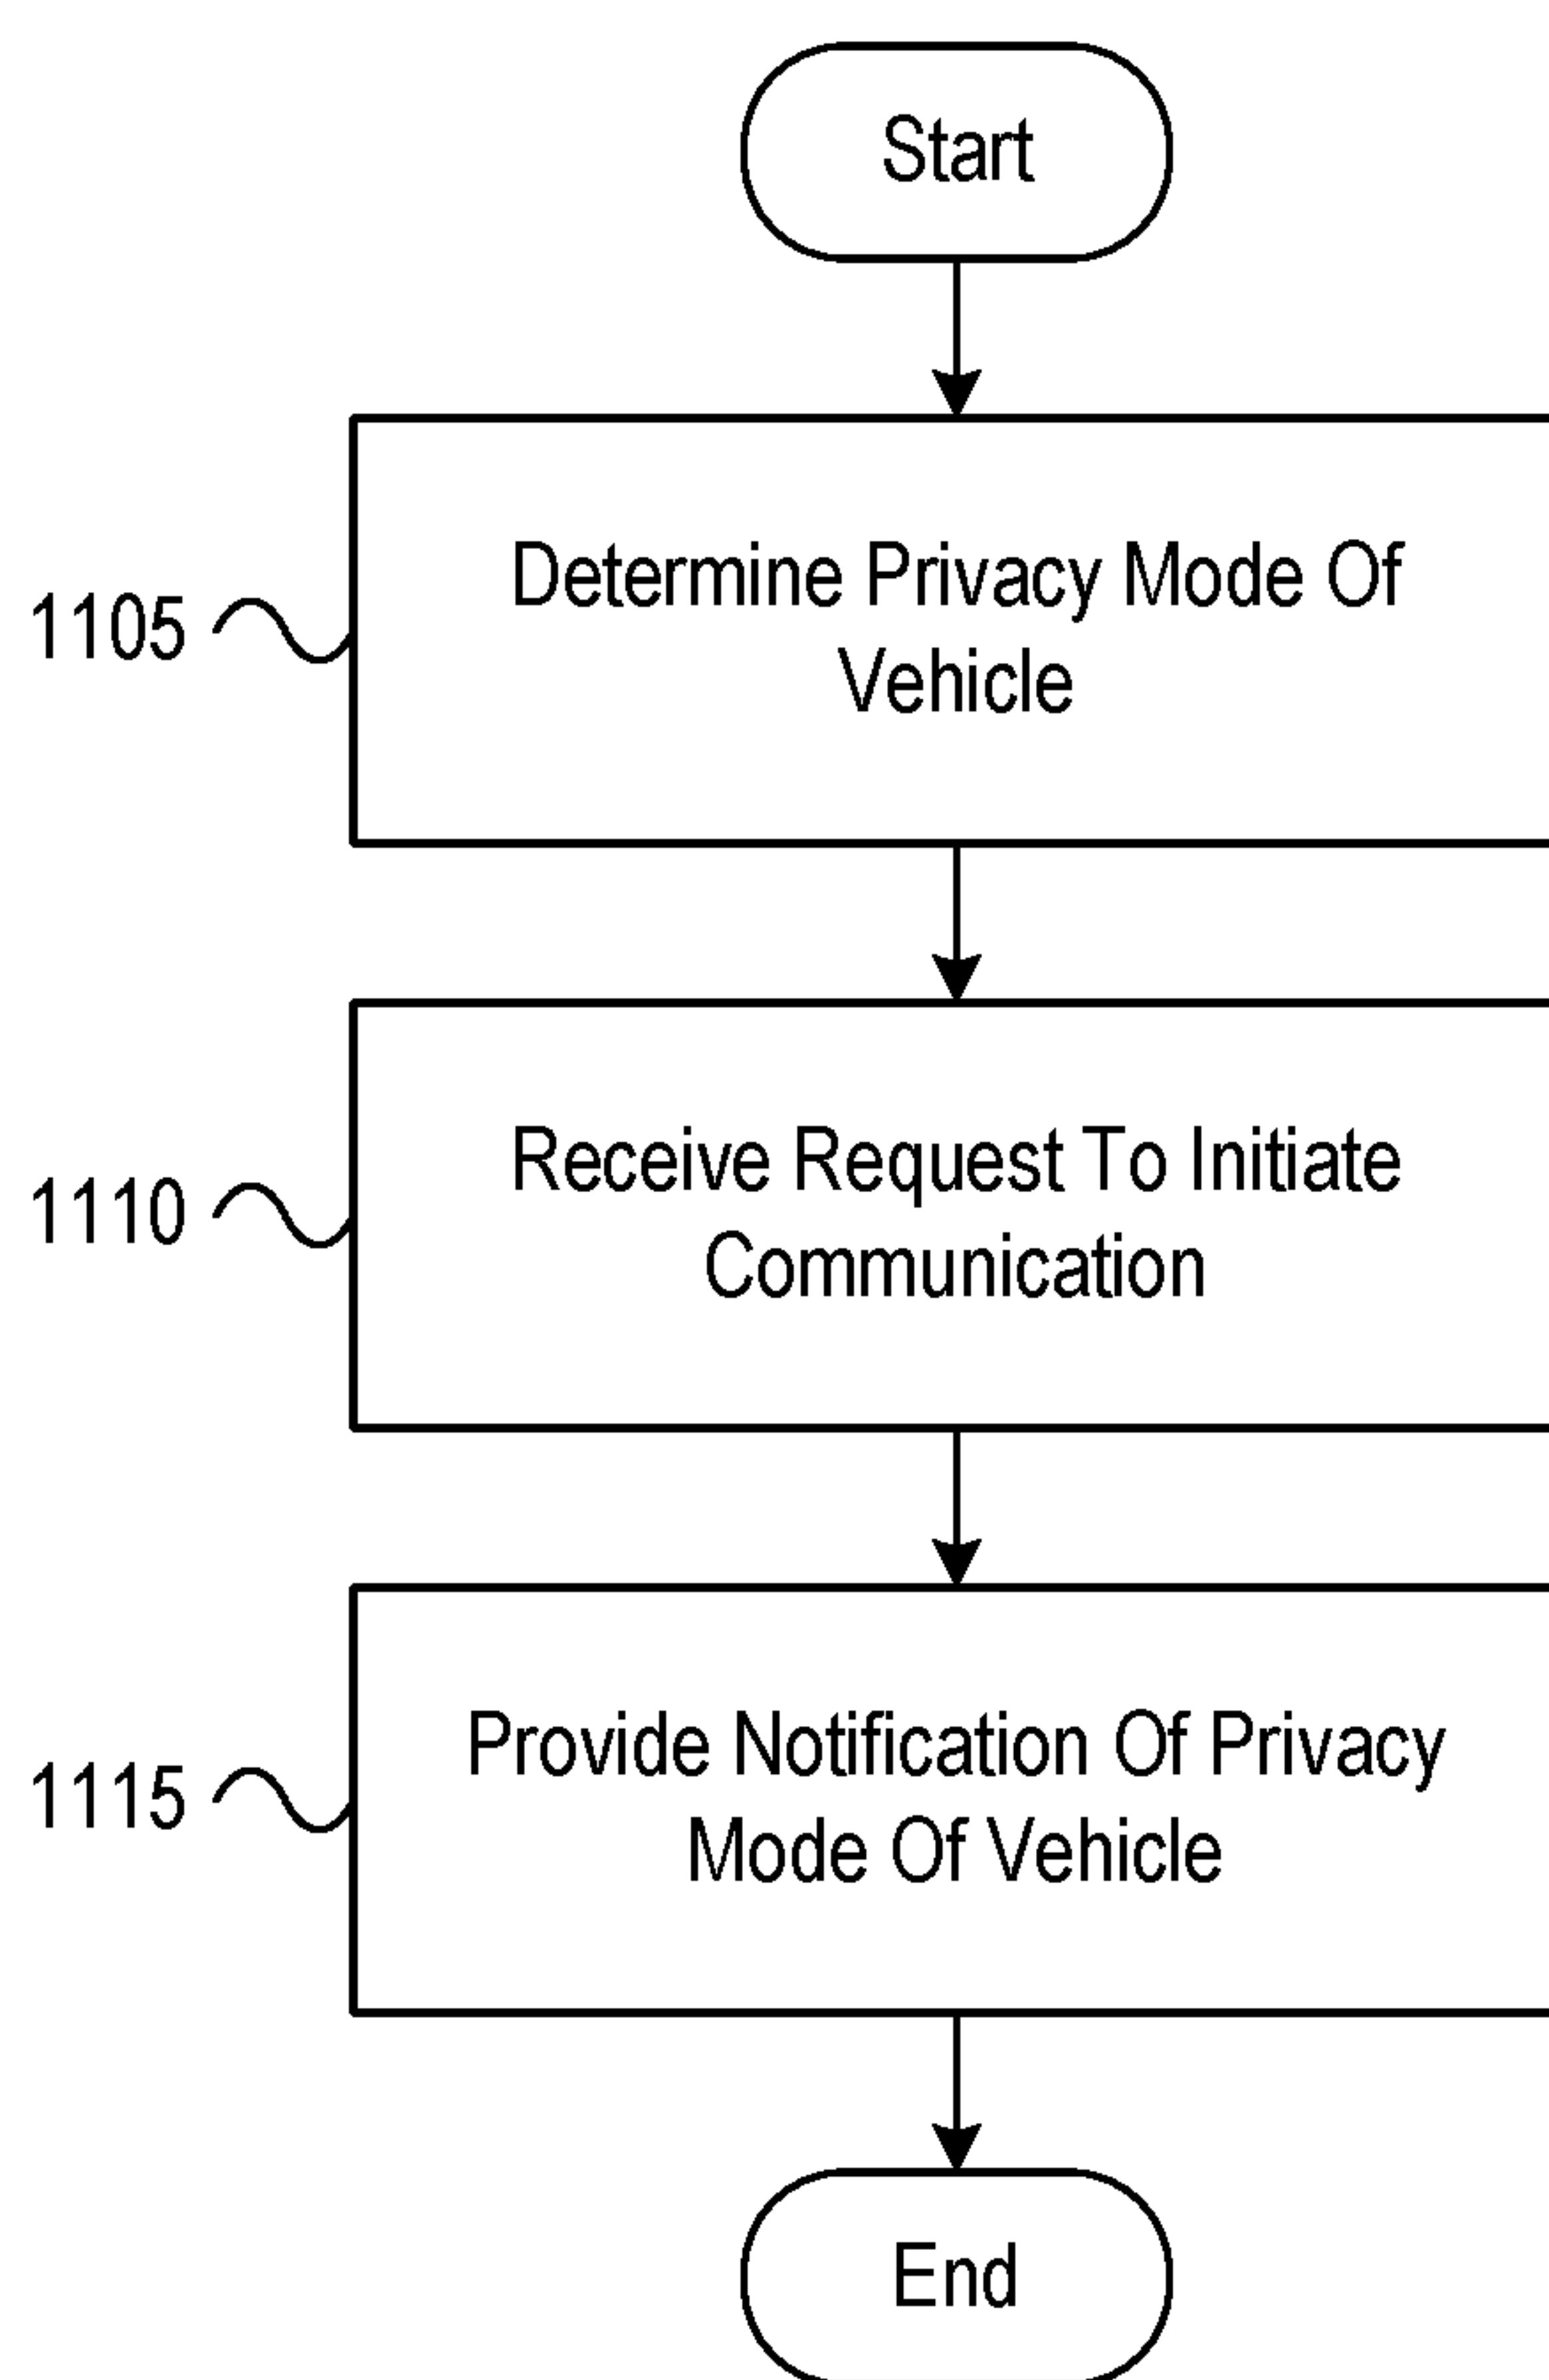 Start
1105
Determine Privacy Mode Of
Vehicle
1110
Receive Request To Initiate
Communication
1115
Provide Notification Of Privacy
Mode Of Vehicle
End